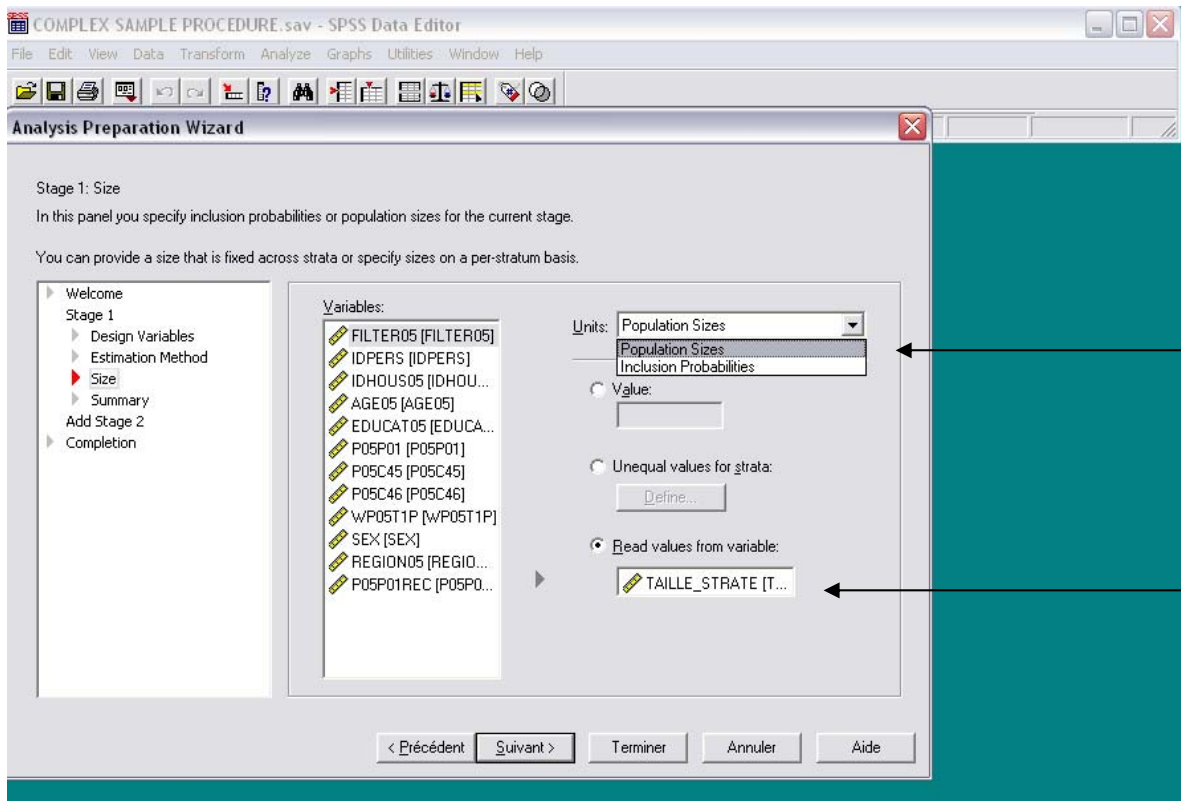 COMPLEX SAMPLE PROCEDURE.sav - SPSS Data Editor
File Edit View Data Transform Analyze Graphs Utilities Window Help
Analysis Preparation Wizard
Stage 1: Size
In this panel you specify inclusion probabilities or population sizes for the current stage.
You can provide a size that is fixed across strata or specify sizes on a per-stratum basis.
Welcome
Stage 1
Design Variables
Estimation Method
Size
Summary
Add Stage 2
Completion
Variables:
FILTER05 [FILTER05]
IDPERS [IDPERS]
IDHOUS05 [IDHOU...
AGE05 [AGE05]
EDUCAT05 [EDUCA...
P05P01 [P05P01]
P05C45 [P05C45]
P05C46 [P05C46]
WP05T1P [WP05T1P]
SEX [SEX]
REGION05 [REGIO...
P05P01REC [P05P0...
Units: Population Sizes
Population Sizes
Inclusion Probabilities
Value:
Unequal values for strata:
Define...
Read values from variable:
TAILLE_STRATE [T...
< Précédent Suivant > Terminer Annuler Aide